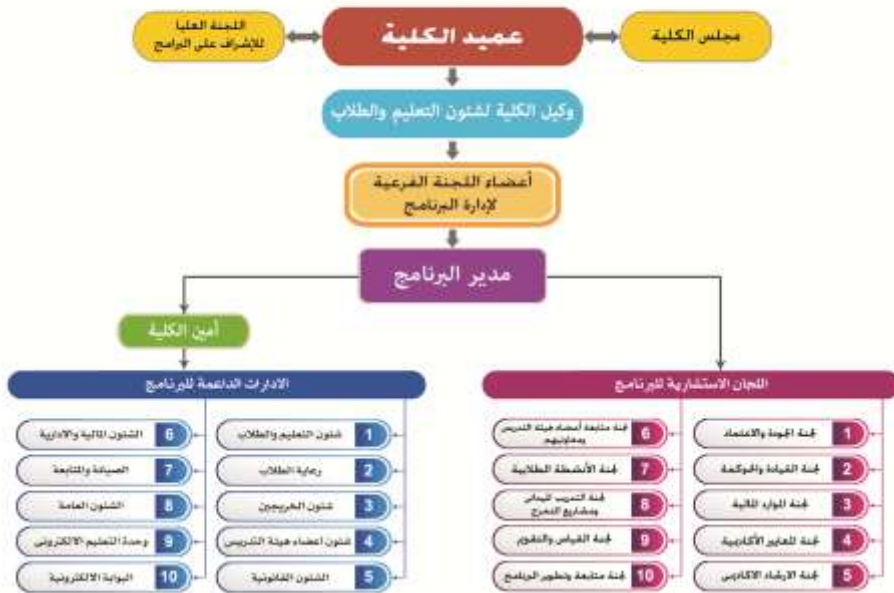 مجلس الكلية
عميد الكلية
اللجنة العليا
للإشراف على البرامج
وكيل الكلية لشئون التعليم والطلاب
أعضاء اللجنة الفرعية
لإدارة البرنامج
مدير البرنامج
أمين الكلية
اللجان الاستشارية للبرنامج
1 لجنة الجودة والاعتماد
2 لجنة القيادة والحوكمة
3 لجنة الموارد المالية
4 لجنة المعايير الأكاديمية
5 لجنة الارشاد الاكاديمى
6 لجنة متابعة أعضاء هيئة التدريس
ومعاونيهم
7 لجنة الأنشطة الطلابية
8 لجنة التدريب الميدانى
ومشاريع التخرج
9 لجنة القياس والتقويم
10 لجنة متابعة وتطوير البرنامج
الادارات الداعمة للبرنامج
1 شئون التعليم والطلاب
2 رعاية الطلاب
3 شئون الخريجين
4 شئون اعضاء هيئة التدريس
5 الشئون القانونية
6 الشئون المالية والادارية
7 الصيانة والمتابعة
8 الشئون العامة
9 وحدة التعليم الالكترونى
10 البوابة الالكترونية